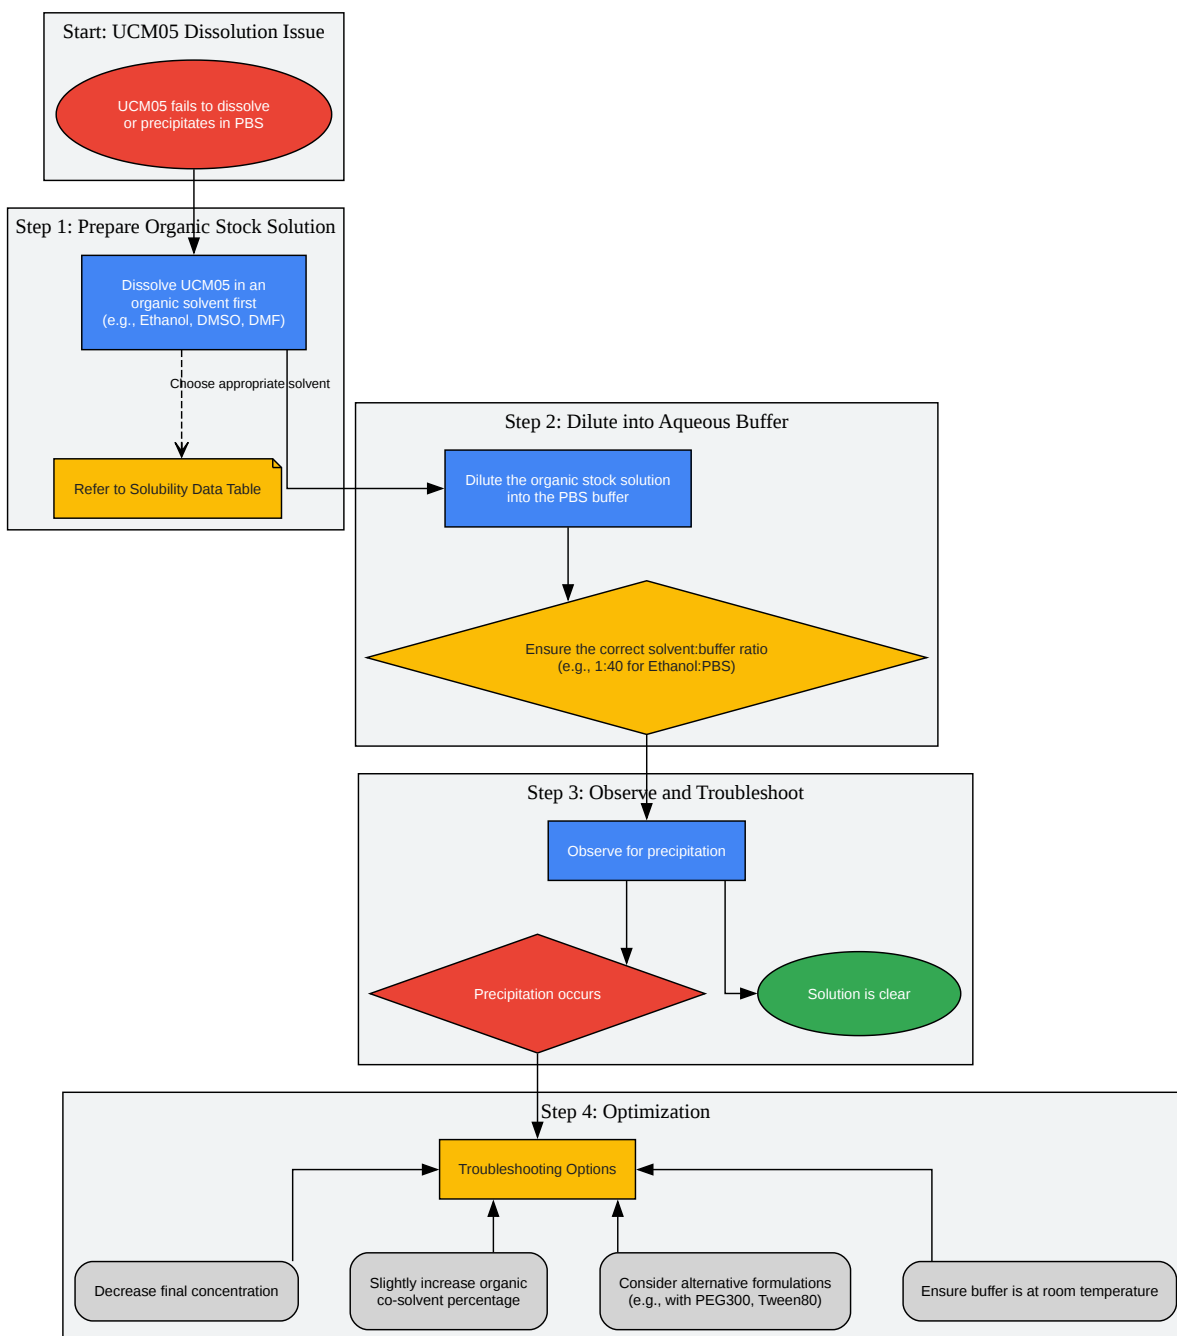 Start: UCM05 Dissolution Issue
UCM05 fails to dissolve
or precipitates in PBS
Step 1: Prepare Organic Stock Solution
Dissolve UCM05 in an
organic solvent first
(e.g., Ethanol, DMSO, DMF)
Choose appropriate solvent
Refer to Solubility Data Table
Step 2: Dilute into Aqueous Buffer
Dilute the organic stock solution
into the PBS buffer
Ensure the correct solvent:buffer ratio
(e.g., 1:40 for Ethanol:PBS)
Step 3: Observe and Troubleshoot
Observe for precipitation
Precipitation occurs
Solution is clear
Step 4: Optimization
Troubleshooting Options
Decrease final concentration
Slightly increase organic
co-solvent percentage
Consider alternative formulations
(e.g., with PEG300, Tween80)
Ensure buffer is at room temperature